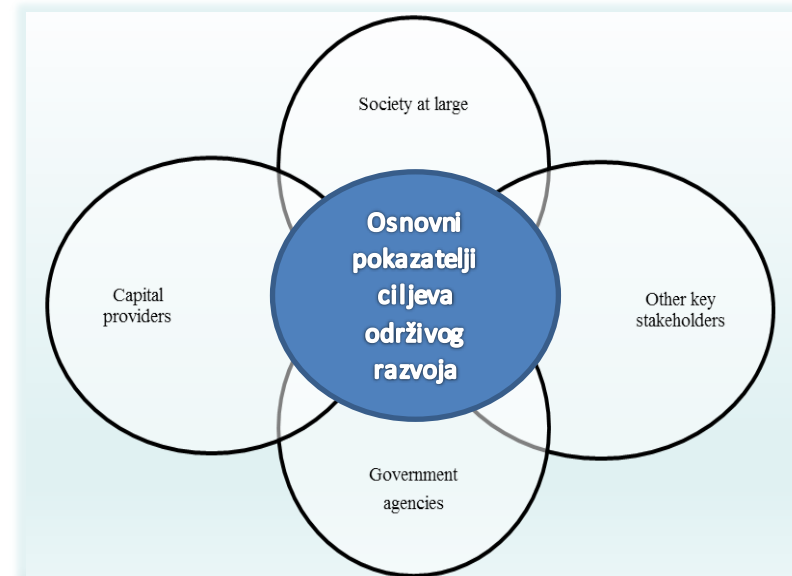 Society at large
Osnovni
pokazatelji
ciljeva
održivog
razvoja
Capital
providers
Other key
stakeholders
Government
agencies